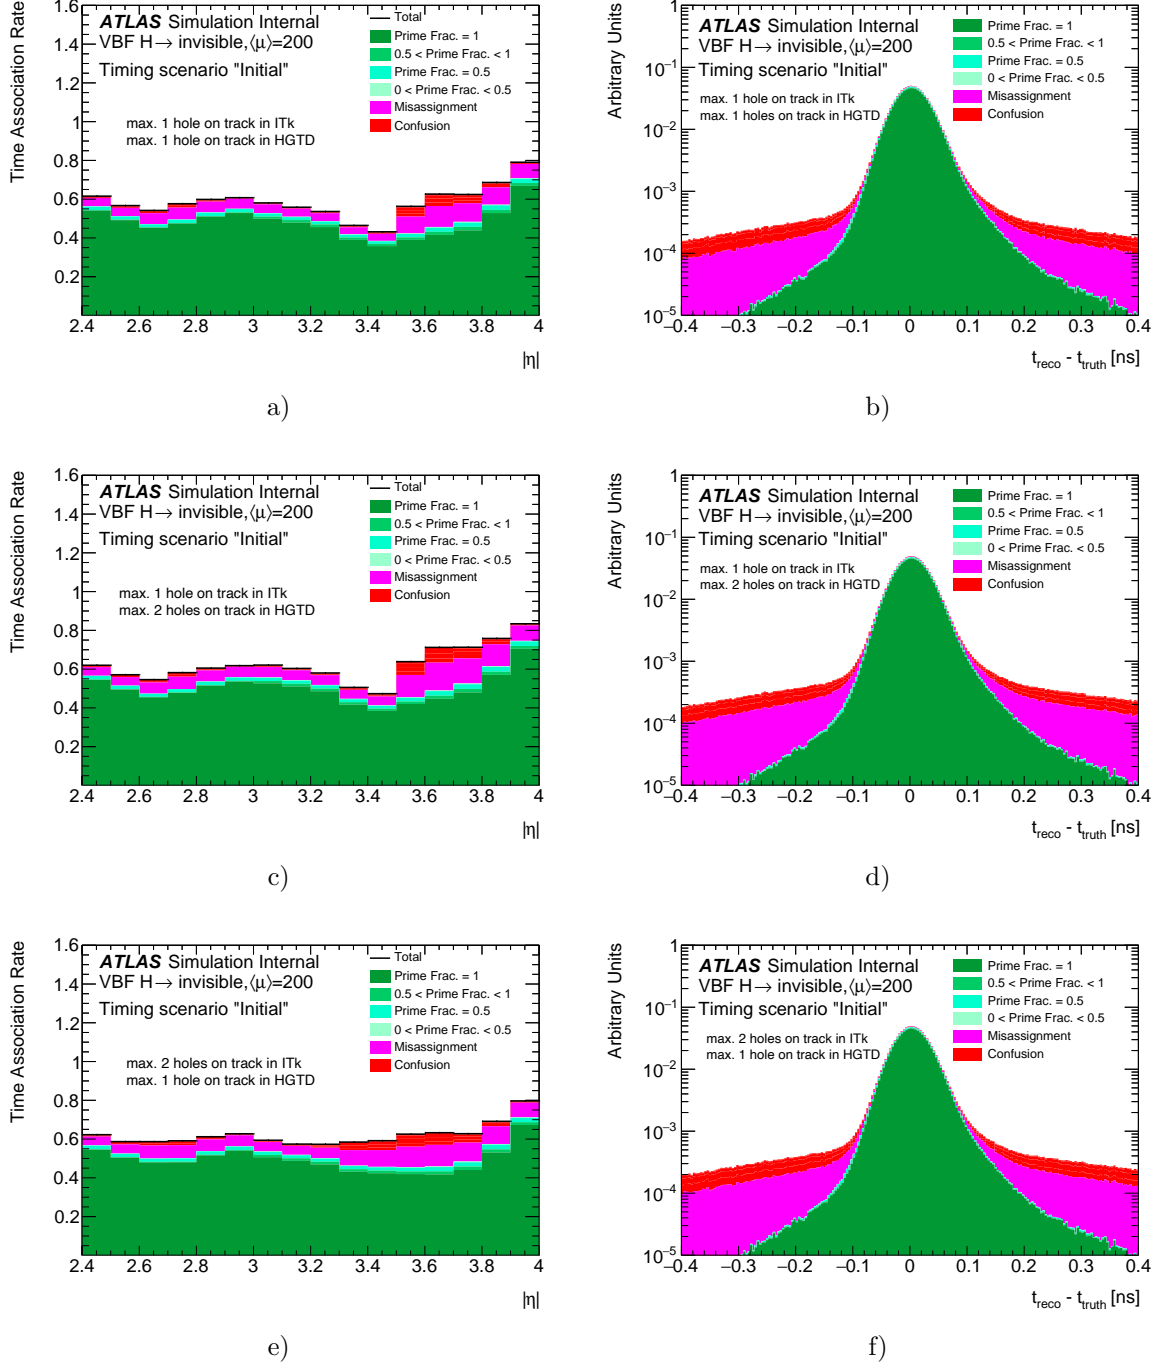 Time Association Rate
1.6
1.4
1.2
1
0.8
0.6
0.4
0.2
2.4 2.6 2.8 3 3.2 3.4 3.6 3.8 4
|η|
ATLAS Simulation Internal
VBF H→ invisible,⟨μ⟩=200
Timing scenario "Initial"
max. 1 hole on track in ITk
max. 1 hole on track in HGTD
Total
Prime Frac. = 1
0.5 < Prime Frac. < 1
Prime Frac. = 0.5
0 < Prime Frac. < 0.5
Misassignment
Confusion
a)
Arbitrary Units
1
10⁻¹
10⁻²
10⁻³
10⁻⁴
10⁻⁵
−0.4 −0.3 −0.2 −0.1 0 0.1 0.2 0.3 0.4
t_reco - t_truth [ns]
ATLAS Simulation Internal
VBF H→ invisible,⟨μ⟩=200
Timing scenario "Initial"
max. 1 hole on track in ITk
max. 1 holes on track in HGTD
Prime Frac. = 1
0.5 < Prime Frac. < 1
Prime Frac. = 0.5
0 < Prime Frac. < 0.5
Misassignment
Confusion
b)
Time Association Rate
1.6
1.4
1.2
1
0.8
0.6
0.4
0.2
2.4 2.6 2.8 3 3.2 3.4 3.6 3.8 4
|η|
ATLAS Simulation Internal
VBF H→ invisible,⟨μ⟩=200
Timing scenario "Initial"
max. 1 hole on track in ITk
max. 2 holes on track in HGTD
Total
Prime Frac. = 1
0.5 < Prime Frac. < 1
Prime Frac. = 0.5
0 < Prime Frac. < 0.5
Misassignment
Confusion
c)
Arbitrary Units
1
10⁻¹
10⁻²
10⁻³
10⁻⁴
10⁻⁵
−0.4 −0.3 −0.2 −0.1 0 0.1 0.2 0.3 0.4
t_reco - t_truth [ns]
ATLAS Simulation Internal
VBF H→ invisible,⟨μ⟩=200
Timing scenario "Initial"
max. 1 hole on track in ITk
max. 2 holes on track in HGTD
Prime Frac. = 1
0.5 < Prime Frac. < 1
Prime Frac. = 0.5
0 < Prime Frac. < 0.5
Misassignment
Confusion
d)
Time Association Rate
1.6
1.4
1.2
1
0.8
0.6
0.4
0.2
2.4 2.6 2.8 3 3.2 3.4 3.6 3.8 4
|η|
ATLAS Simulation Internal
VBF H→ invisible,⟨μ⟩=200
Timing scenario "Initial"
max. 2 holes on track in ITk
max. 1 hole on track in HGTD
Total
Prime Frac. = 1
0.5 < Prime Frac. < 1
Prime Frac. = 0.5
0 < Prime Frac. < 0.5
Misassignment
Confusion
e)
Arbitrary Units
1
10⁻¹
10⁻²
10⁻³
10⁻⁴
10⁻⁵
−0.4 −0.3 −0.2 −0.1 0 0.1 0.2 0.3 0.4
t_reco - t_truth [ns]
ATLAS Simulation Internal
VBF H→ invisible,⟨μ⟩=200
Timing scenario "Initial"
max. 2 holes on track in ITk
max. 1 hole on track in HGTD
Prime Frac. = 1
0.5 < Prime Frac. < 1
Prime Frac. = 0.5
0 < Prime Frac. < 0.5
Misassignment
Confusion
f)